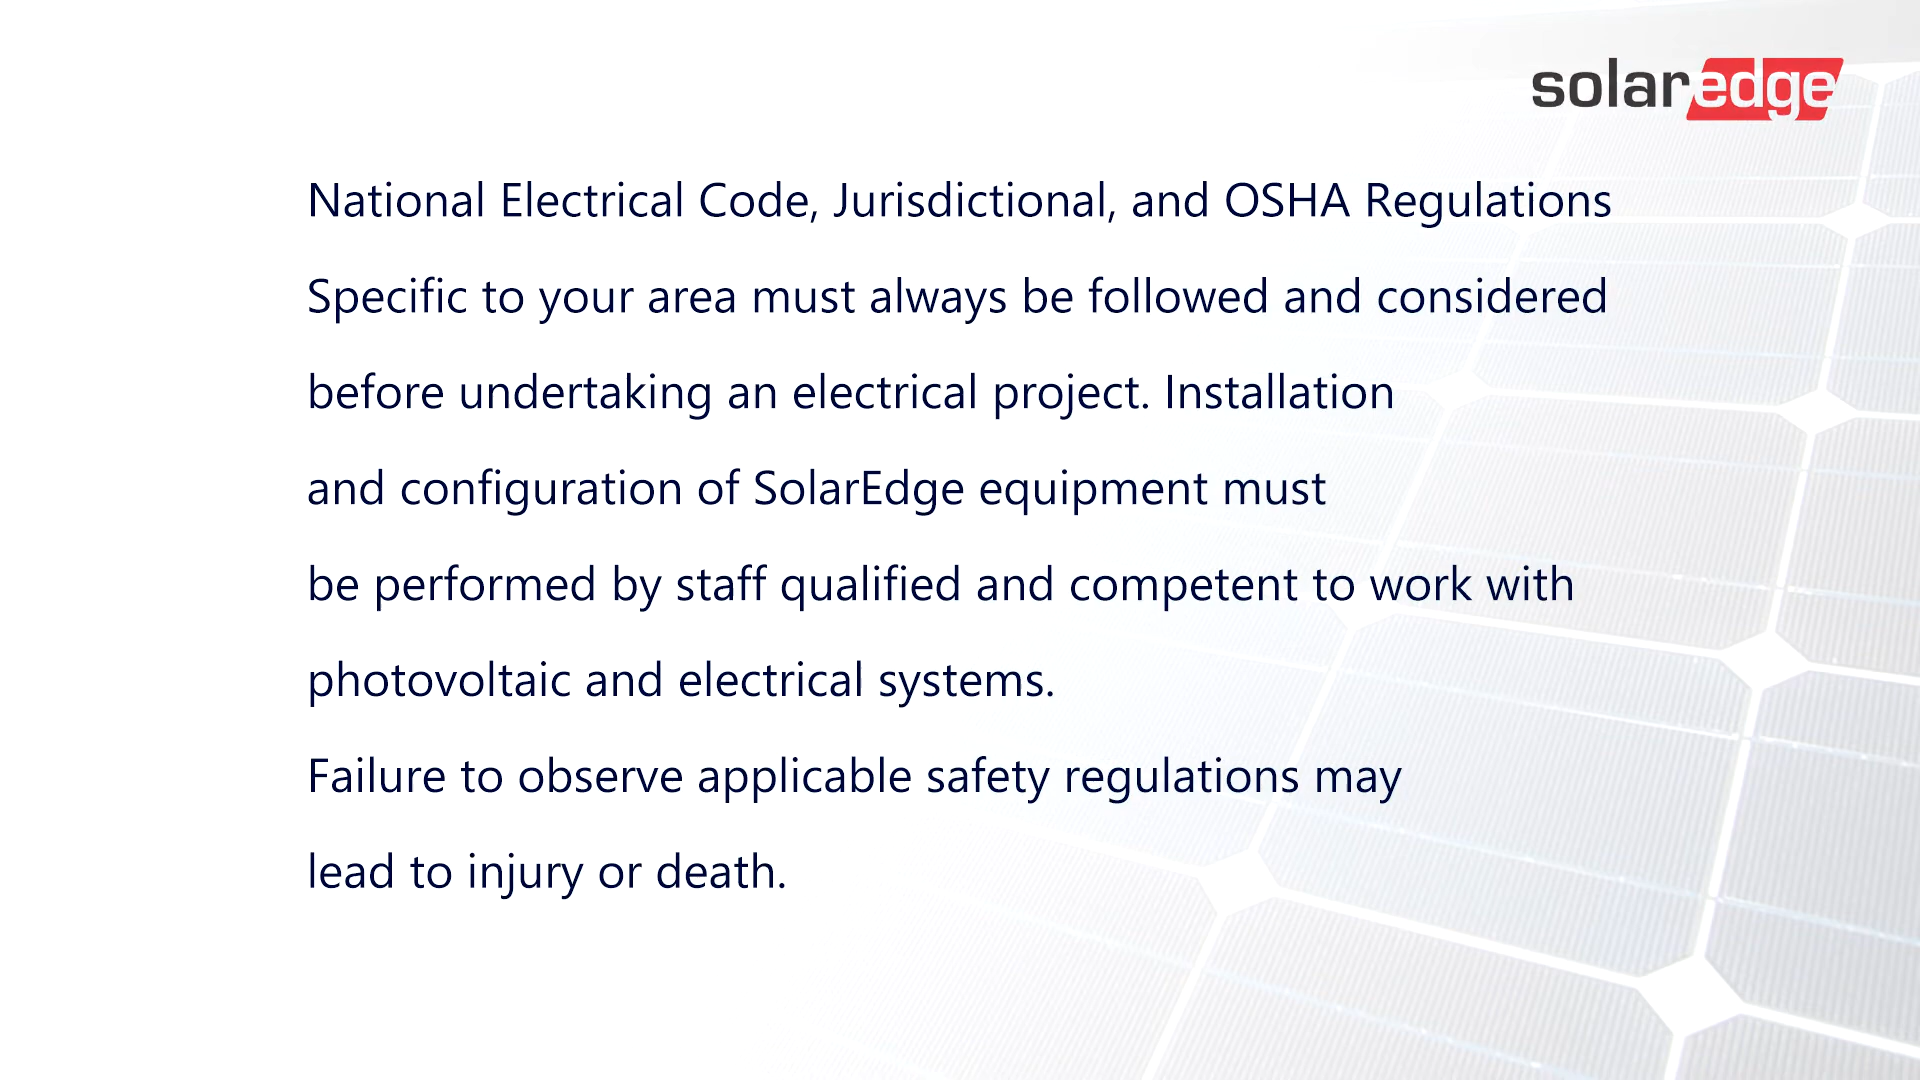 solaredge
National Electrical Code, Jurisdictional, and OSHA Regulations
Specific to your area must always be followed and considered
before undertaking an electrical project. Installation
and configuration of SolarEdge equipment must
be performed by staff qualified and competent to work with
photovoltaic and electrical systems.
Failure to observe applicable safety regulations may
lead to injury or death.